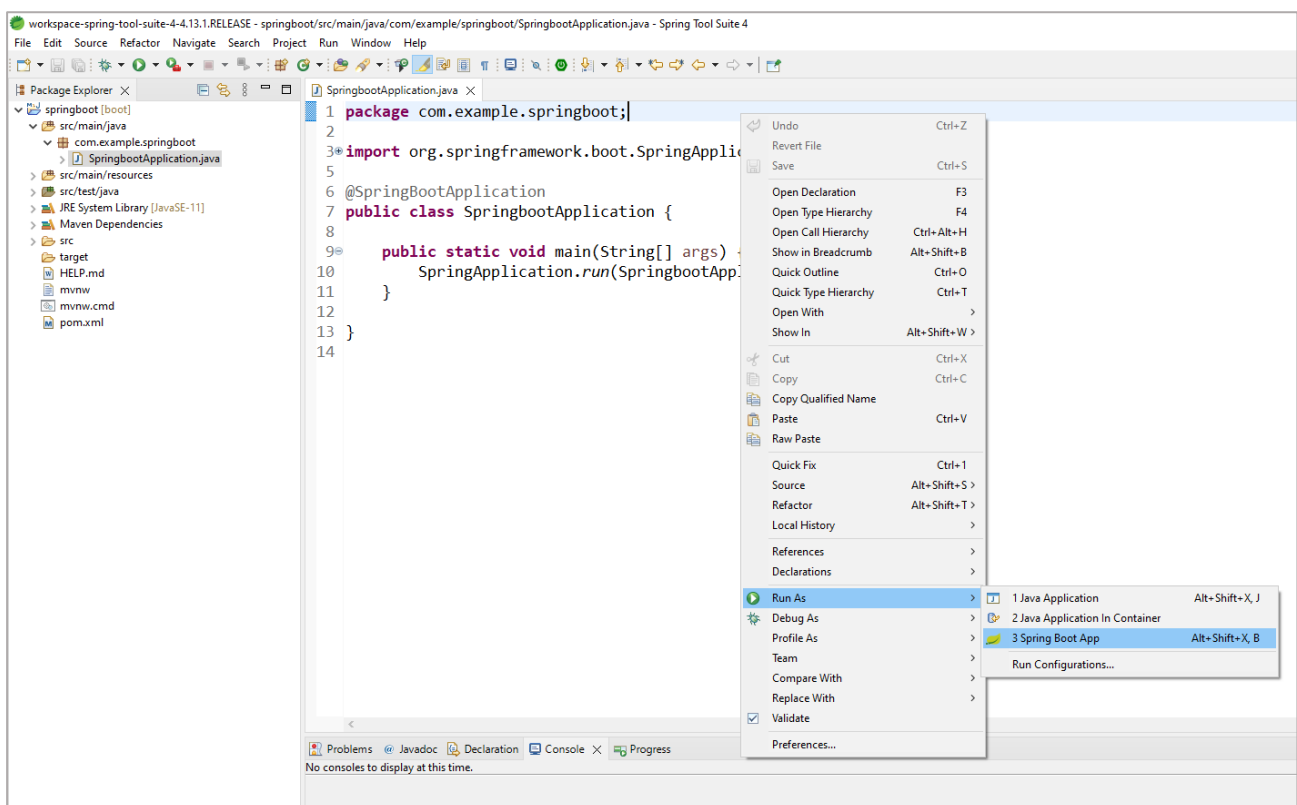 workspace-spring-tool-suite-4-4.13.1.RELEASE - springboot/src/main/java/com/example/springboot/SpringbootApplication.java - Spring Tool Suite 4
File Edit Source Refactor Navigate Search Project Run Window Help
Package Explorer
springboot [boot]
src/main/java
com.example.springboot
SpringbootApplication.java
src/main/resources
src/test/java
JRE System Library [JavaSE-11]
Maven Dependencies
src
target
HELP.md
mvnw
mvnw.cmd
pom.xml
SpringbootApplication.java
1 package com.example.springboot;
2
3 import org.springframework.boot.SpringApplic
5
6 @SpringBootApplication
7 public class SpringbootApplication {
8
9 public static void main(String[] args) {
10 SpringApplication.run(SpringbootAppl
11 }
12
13 }
14
Undo Ctrl+Z
Revert File
Save Ctrl+S
Open Declaration F3
Open Type Hierarchy F4
Open Call Hierarchy Ctrl+Alt+H
Show in Breadcrumb Alt+Shift+B
Quick Outline Ctrl+O
Quick Type Hierarchy Ctrl+T
Open With >
Show In Alt+Shift+W >
Cut Ctrl+X
Copy Ctrl+C
Copy Qualified Name
Paste Ctrl+V
Raw Paste
Quick Fix Ctrl+1
Source Alt+Shift+S >
Refactor Alt+Shift+T >
Local History >
References >
Declarations >
Run As >
Debug As >
Profile As >
Team >
Compare With >
Replace With >
Validate
Preferences...
1 Java Application Alt+Shift+X, J
2 Java Application In Container
3 Spring Boot App Alt+Shift+X, B
Run Configurations...
Problems Javadoc Declaration Console Progress
No consoles to display at this time.